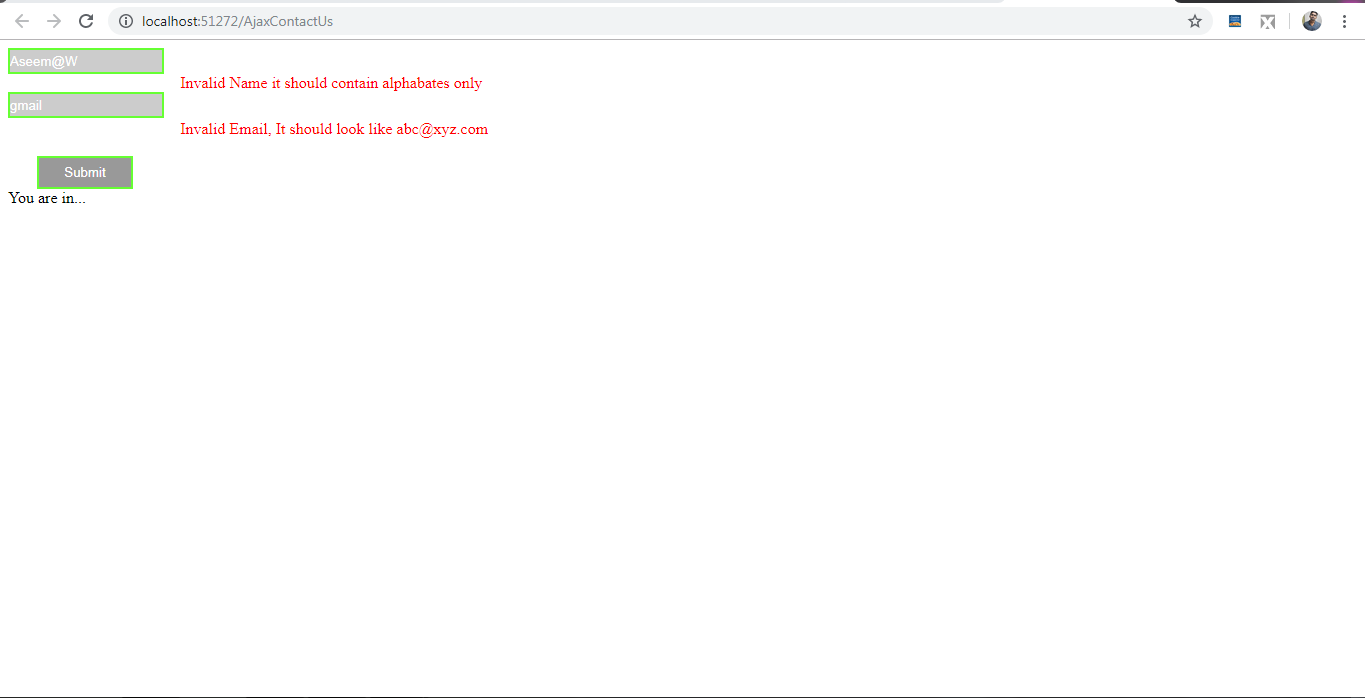 localhost:51272/AjaxContactUs
Aseem@W
Invalid Name it should contain alphabates only
gmail
Invalid Email, It should look like abc@xyz.com
Submit
You are in...